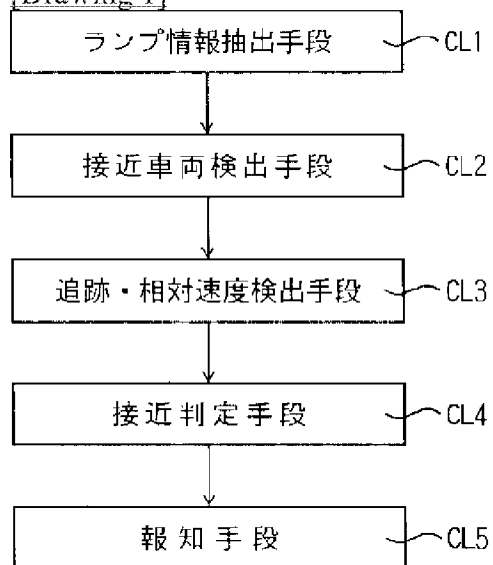 [Drawing 1]
ランプ情報抽出手段 CL1
接近車両検出手段 CL2
追跡・相対速度検出手段 CL3
接近判定手段 CL4
報知手段 CL5